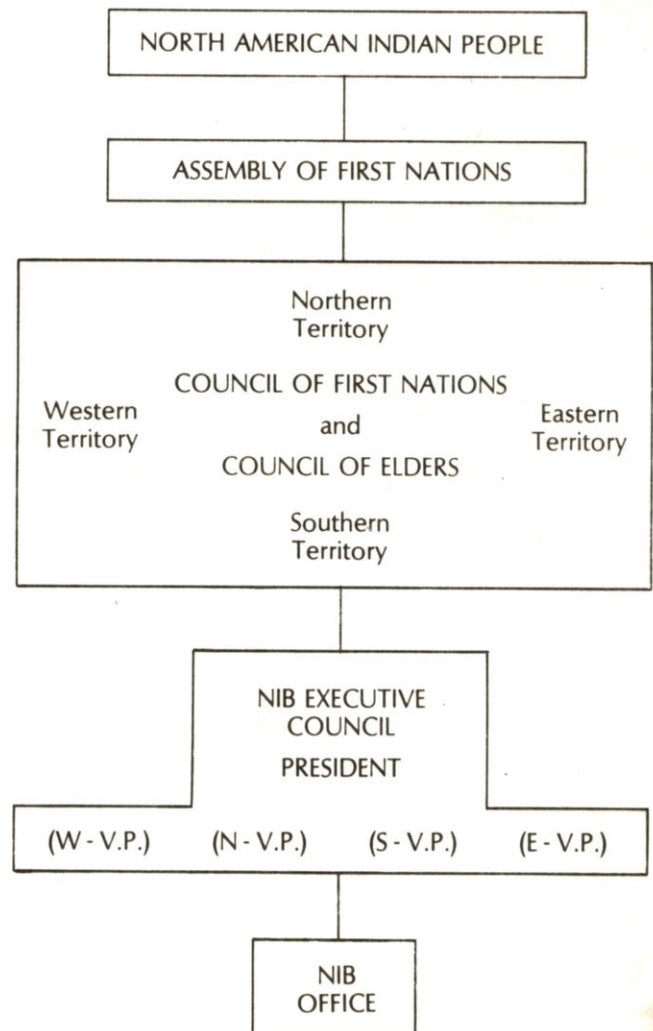 NORTH AMERICAN INDIAN PEOPLE
ASSEMBLY OF FIRST NATIONS
Northern
Territory
COUNCIL OF FIRST NATIONS
Western
Territory
and
Eastern
Territory
COUNCIL OF ELDERS
Southern
Territory
NIB EXECUTIVE
COUNCIL
PRESIDENT
(W - V.P.) (N - V.P.) (S - V.P.) (E - V.P.)
NIB
OFFICE